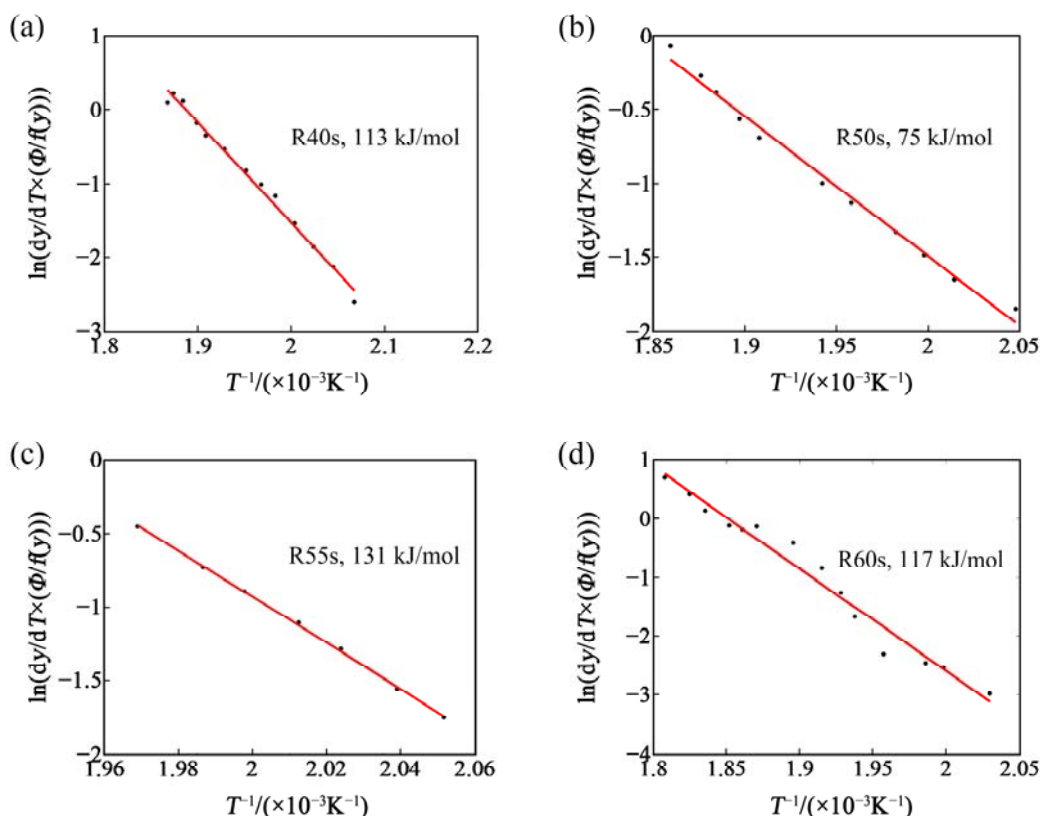 (a)
1
0
−1
−2
−3
1.8
1.9
2
2.1
2.2
R40s, 113 kJ/mol
ln(dy/dT×(Φ/f(y)))
T⁻¹/(×10⁻³K⁻¹)
(b)
0
−0.5
−1
−1.5
−2
1.85
1.9
1.95
2
2.05
R50s, 75 kJ/mol
ln(dy/dT×(Φ/f(y)))
T⁻¹/(×10⁻³K⁻¹)
(c)
0
−0.5
−1
−1.5
−2
1.96
1.98
2
2.02
2.04
2.06
R55s, 131 kJ/mol
ln(dy/dT×(Φ/f(y)))
T⁻¹/(×10⁻³K⁻¹)
(d)
1
0
−1
−2
−3
−4
1.8
1.85
1.9
1.95
2
2.05
R60s, 117 kJ/mol
ln(dy/dT×(Φ/f(y)))
T⁻¹/(×10⁻³K⁻¹)